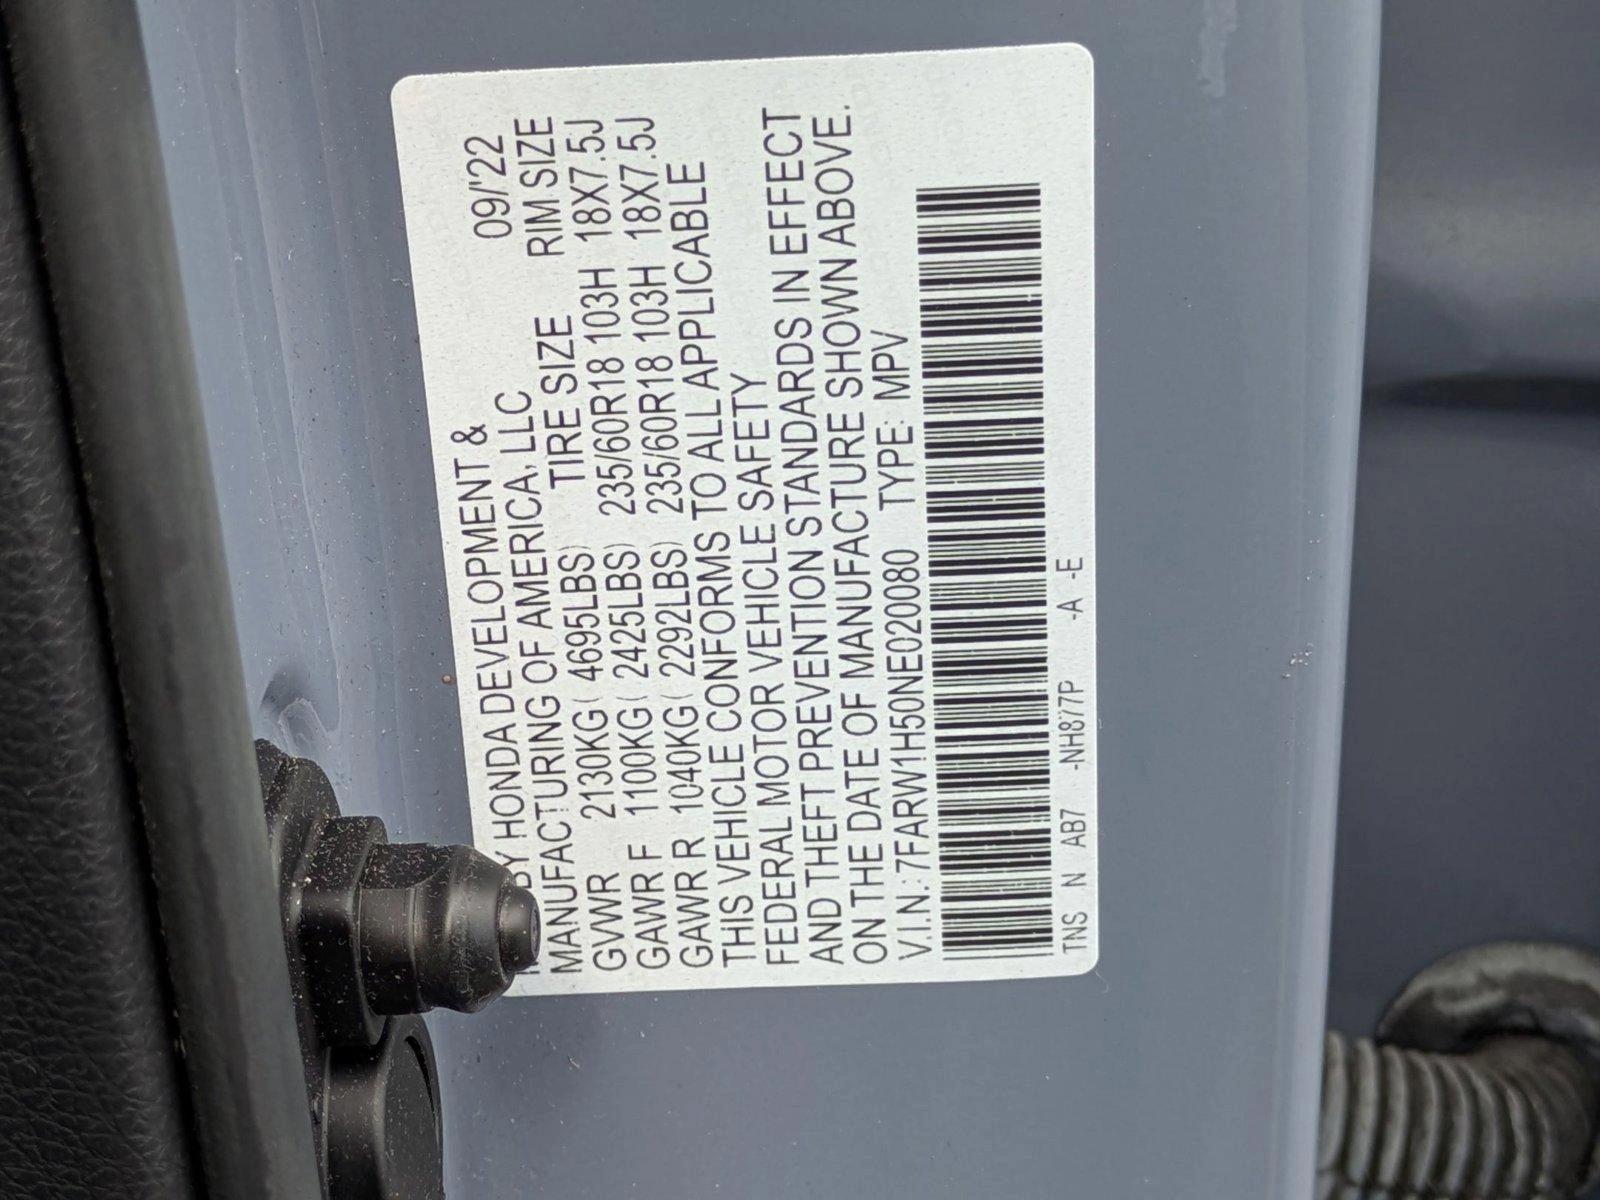 BY HONDA DEVELOPMENT & 09/'22
MANUFACTURING OF AMERICA, LLC
TIRE SIZE RIM SIZE
GVWR 2130KG ( 4695LBS)
GAWR F 1100KG ( 2425LBS) 235/60R18 103H 18X7.5J
GAWR R 1040KG ( 2292LBS) 235/60R18 103H 18X7.5J
THIS VEHICLE CONFORMS TO ALL APPLICABLE
FEDERAL MOTOR VEHICLE SAFETY
AND THEFT PREVENTION STANDARDS IN EFFECT
ON THE DATE OF MANUFACTURE SHOWN ABOVE.
V.I.N.: 7FARW1H50NE020080 TYPE: MPV
TNS N AB7 -NH877P -A -E